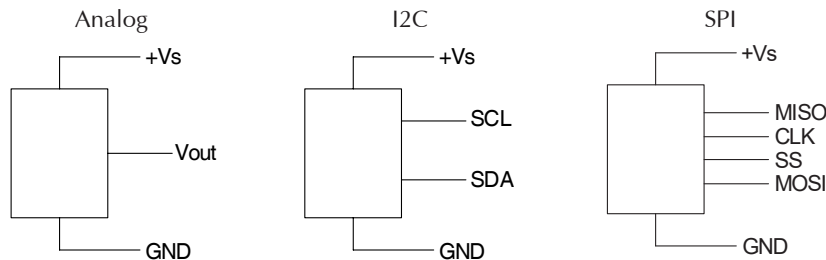 Analog
+Vs
Vout
GND
I2C
+Vs
SCL
SDA
GND
SPI
+Vs
MISO
CLK
SS
MOSI
GND